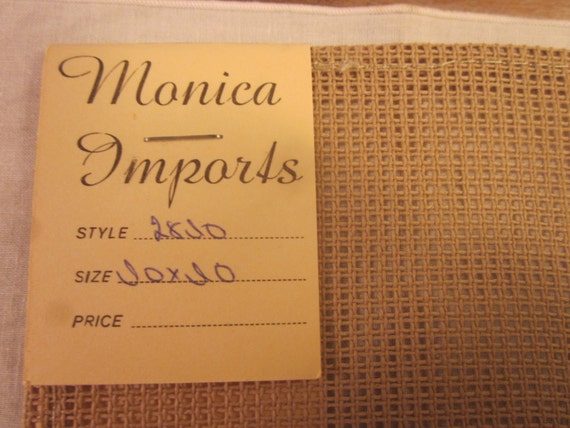 Monica
Imports
STYLE 2K10
SIZE 10x10
PRICE